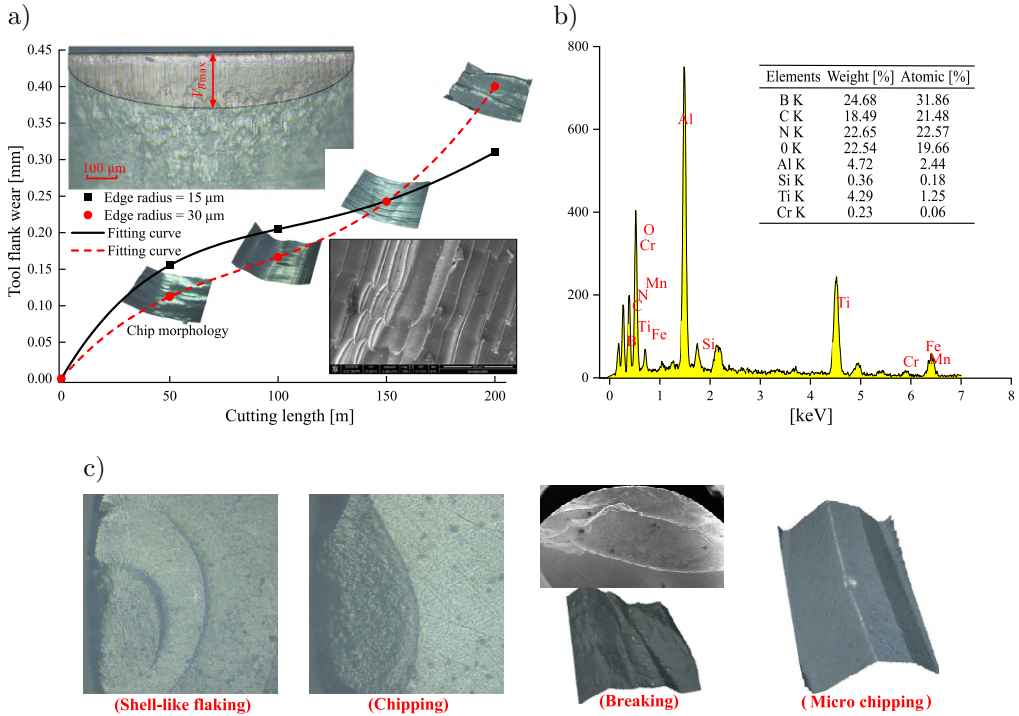 a)
0.45
0.40
0.35
0.30
0.25
0.20
0.15
0.10
0.05
0.00
Tool flank wear [mm]
V_Bmax
100 μm
Edge radius = 15 μm
Edge radius = 30 μm
Fitting curve
Fitting curve
Chip morphology
0
50
100
150
200
Cutting length [m]
b)
800
600
400
200
0
Elements Weight [%] Atomic [%]
B K 24.68 31.86
C K 18.49 21.48
N K 22.65 22.57
0 K 22.54 19.66
Al K 4.72 2.44
Si K 0.36 0.18
Ti K 4.29 1.25
Cr K 0.23 0.06
Al
O
Cr
Mn
N
C
Ti
Fe
B
Si
Ti
Cr
Fe
Mn
0 1 2 3 4 5 6 7 8
[keV]
c)
(Shell-like flaking)
(Chipping)
(Breaking)
( Micro chipping )